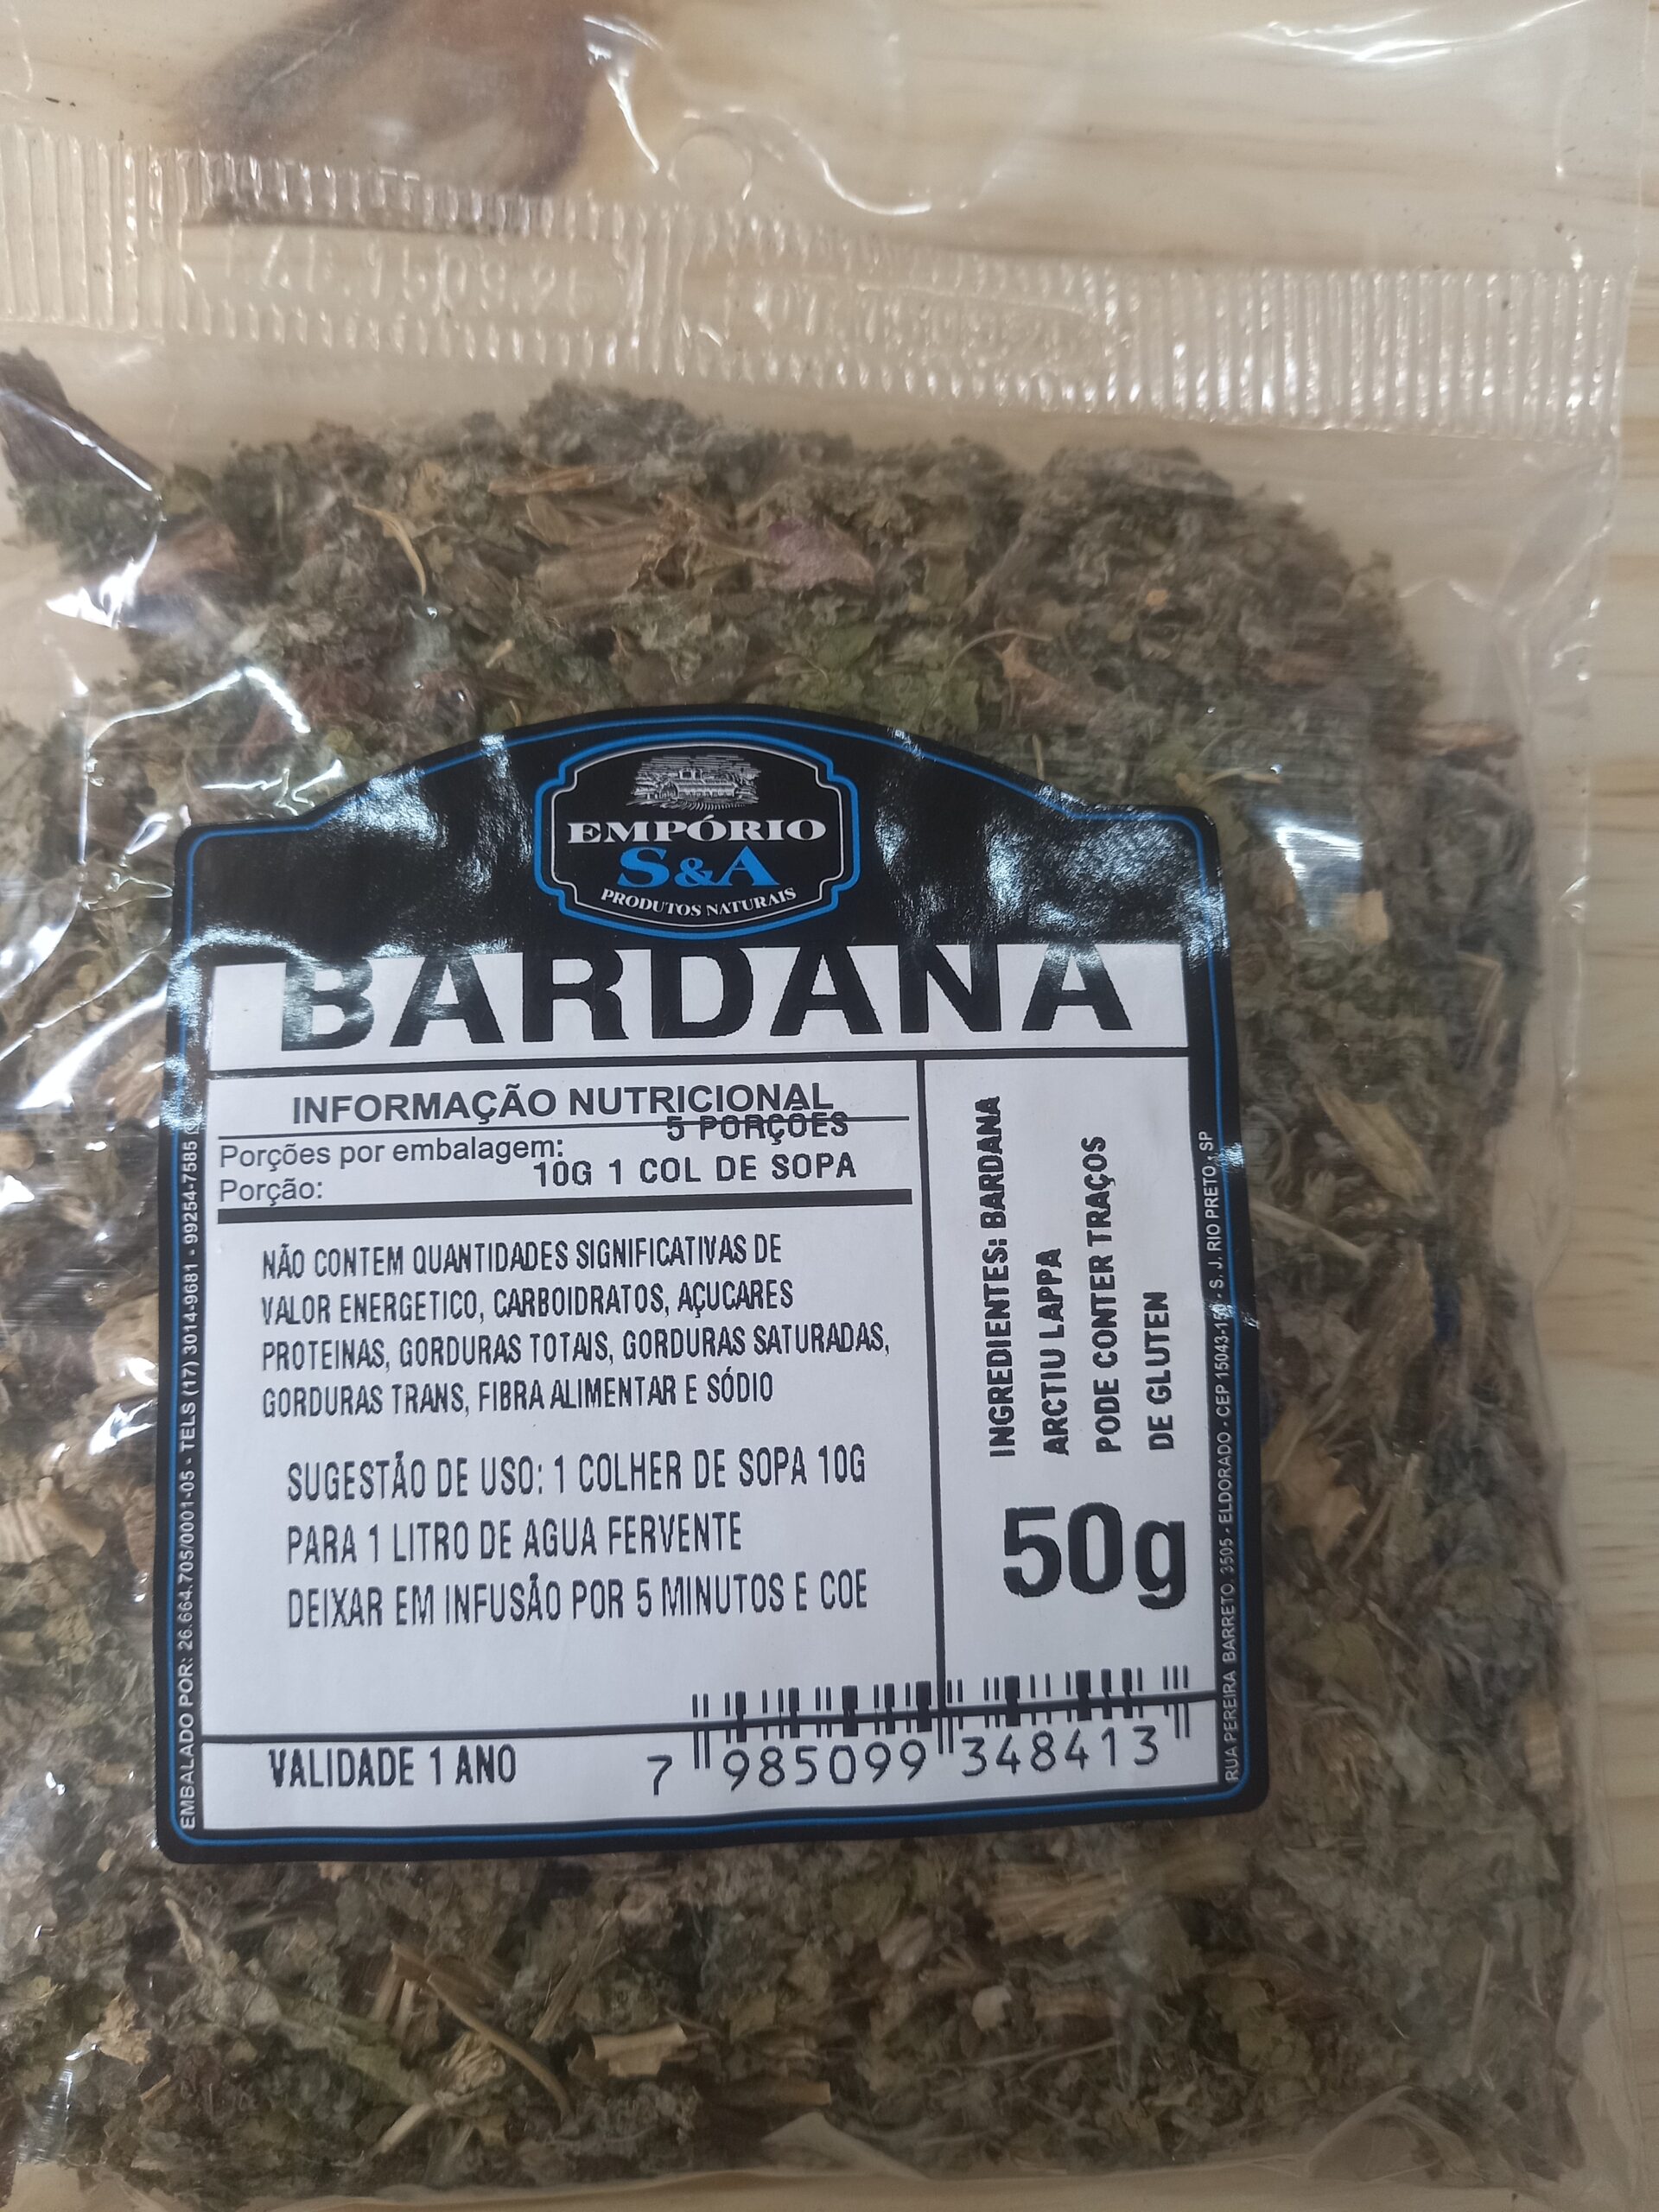 EMPÓRIO
S&A
PRODUTOS NATURAIS
BARDANA
INFORMAÇÃO NUTRICIONAL
5 PORÇÕES
Porções por embalagem:
10G 1 COL DE SOPA
Porção:
NÃO CONTEM QUANTIDADES SIGNIFICATIVAS DE
VALOR ENERGETICO, CARBOIDRATOS, AÇUCARES
PROTEINAS, GORDURAS TOTAIS, GORDURAS SATURADAS,
GORDURAS TRANS, FIBRA ALIMENTAR E SÓDIO
SUGESTÃO DE USO: 1 COLHER DE SOPA 10G
PARA 1 LITRO DE AGUA FERVENTE
DEIXAR EM INFUSÃO POR 5 MINUTOS E COE
VALIDADE 1 ANO
INGREDIENTES: BARDANA
ARCTIU LAPPA
PODE CONTER TRAÇOS
DE GLUTEN
50g
7 985099 348413
EMBALADO POR: 26.664.705/0001-05 - TELS (17) 3014-9681 - 99254-7585
RUA PEREIRA BARRETO, 3505 - ELDORADO - CEP 15043-150 - S. J. RIO PRETO - SP